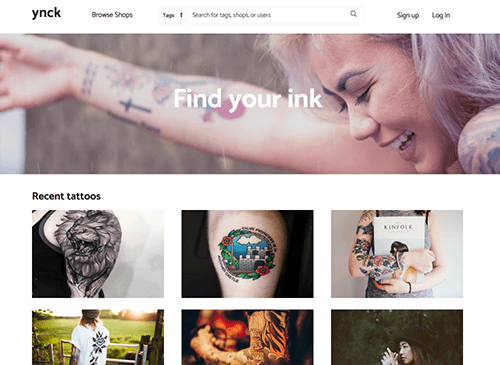 ynck
Browse Shops
Tags
Search for tags, shops, or users
Sign up
Log in
Find your ink
Recent tattoos
KINFOLK